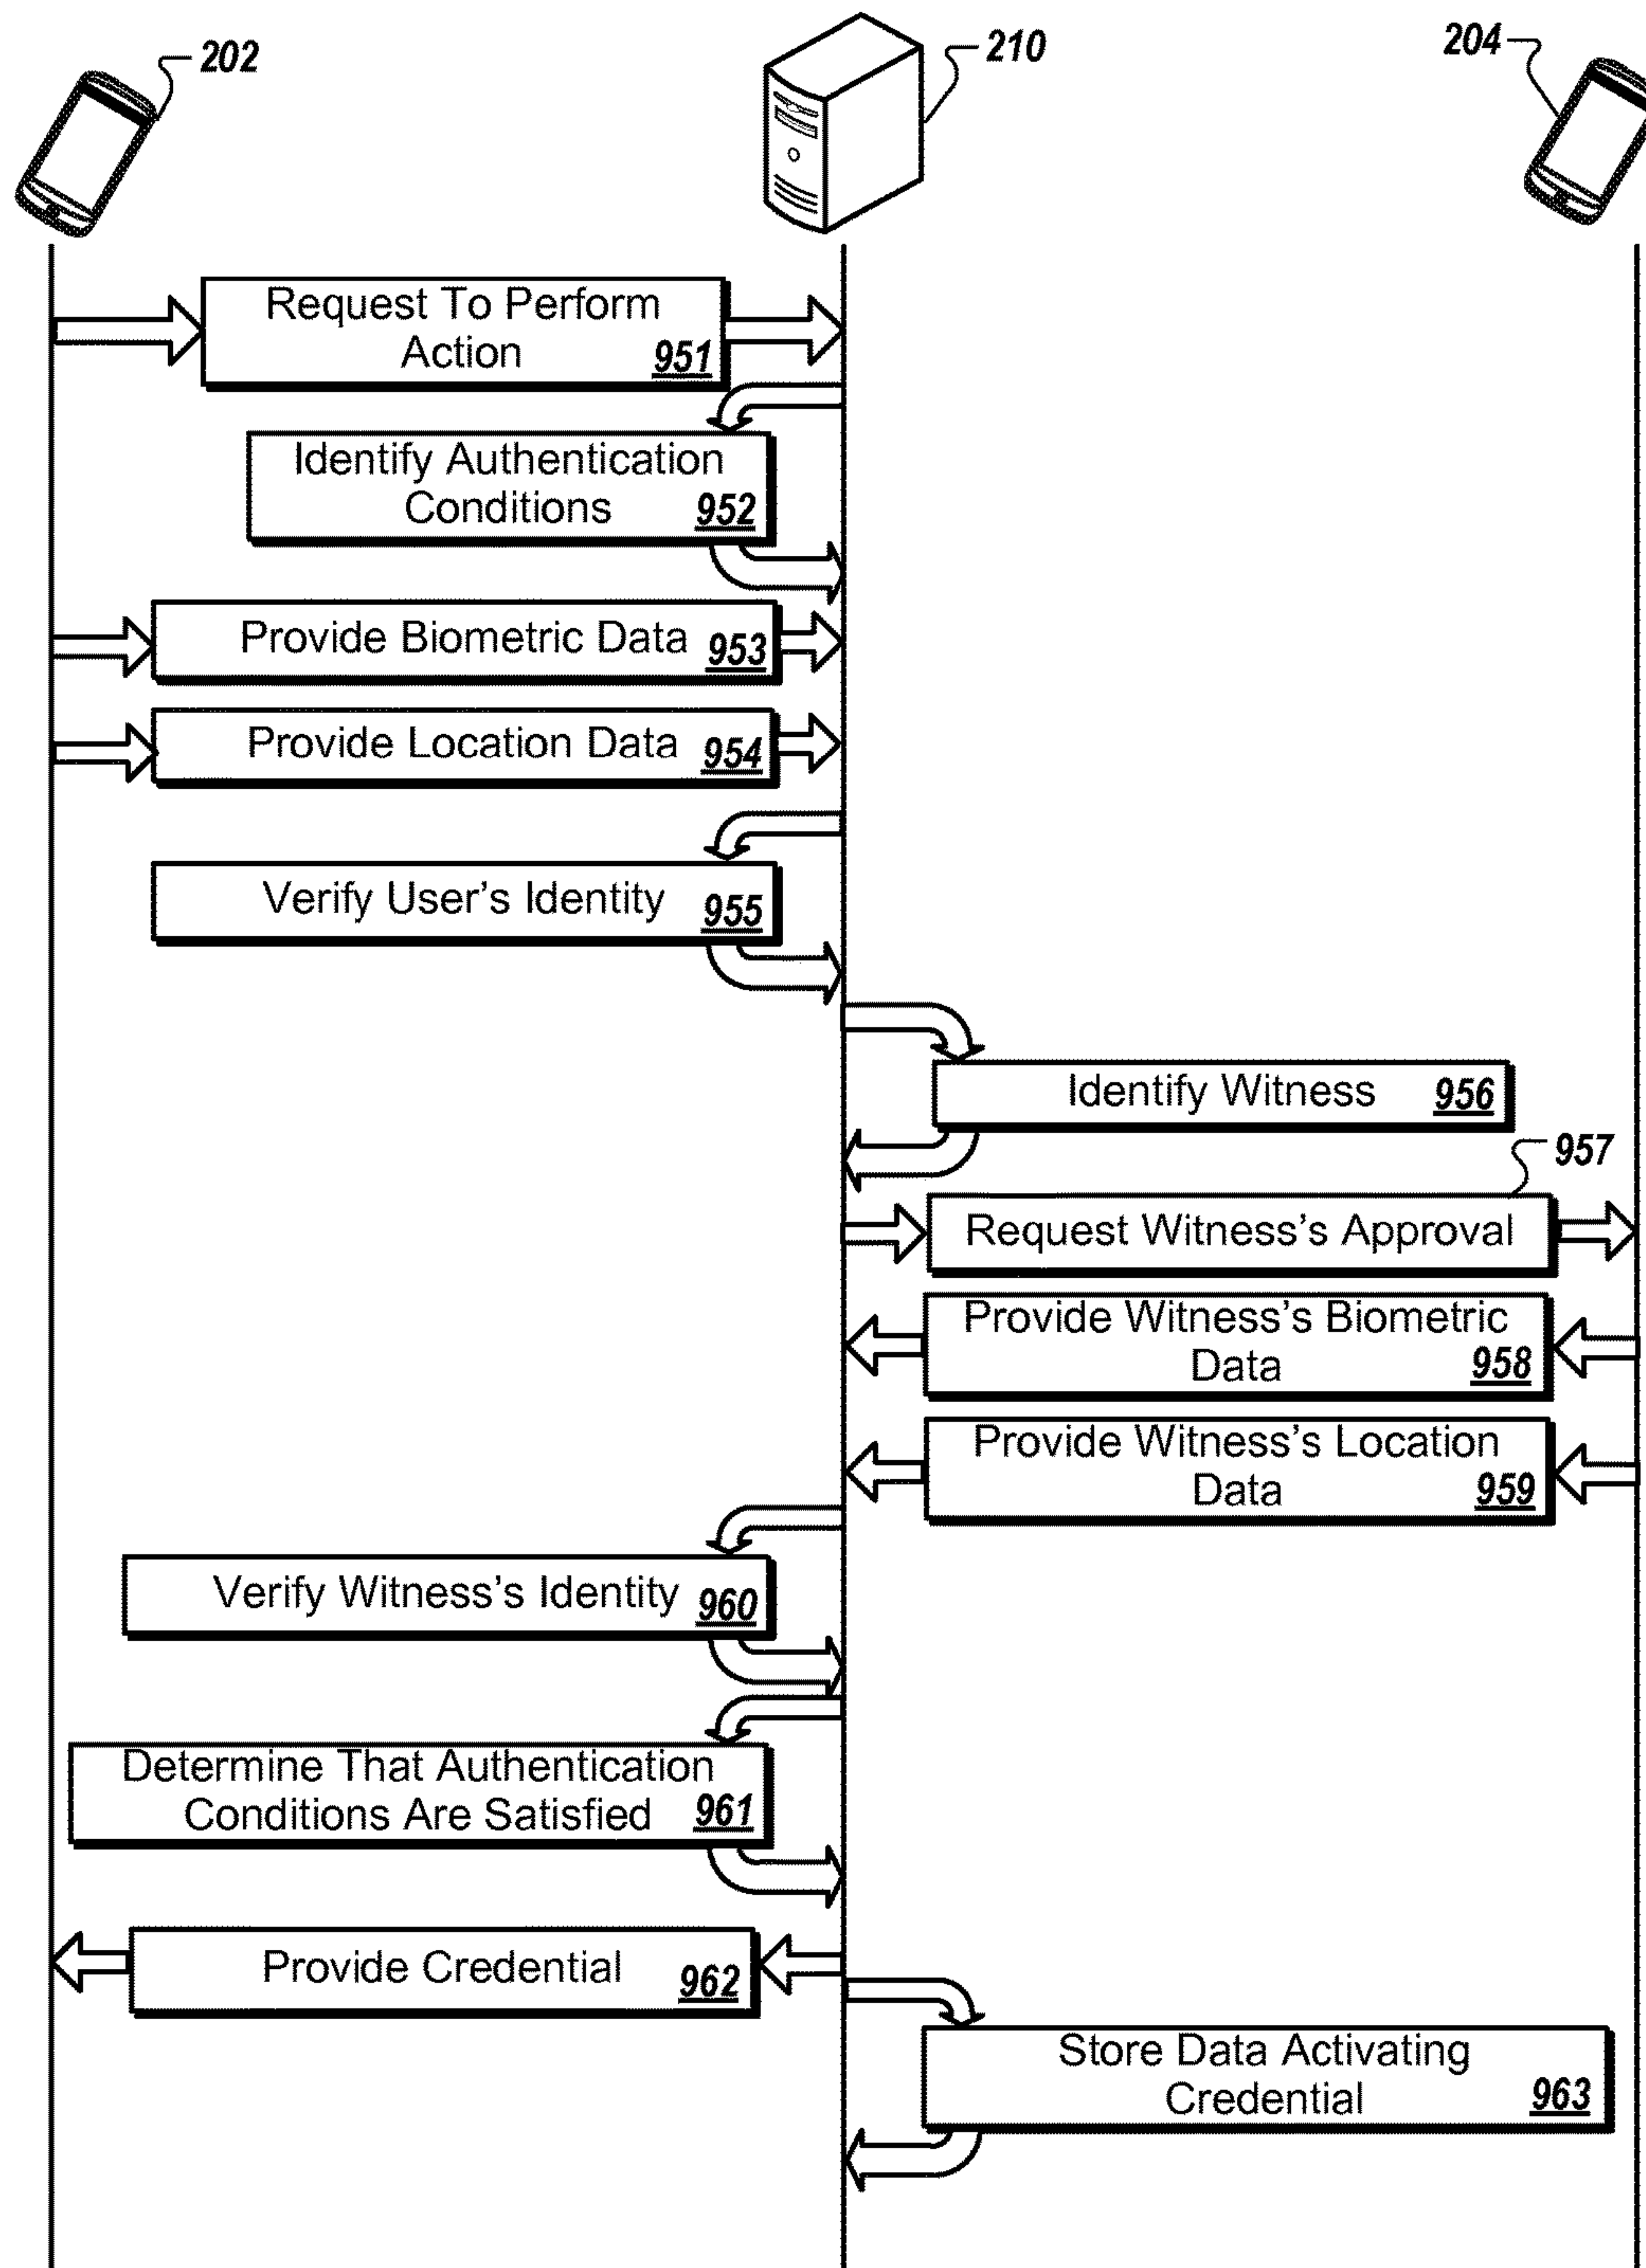 202
210
204
Request To Perform
Action 951
Identify Authentication
Conditions 952
Provide Biometric Data 953
Provide Location Data 954
Verify User's Identity 955
Identify Witness 956
957
Request Witness's Approval
Provide Witness's Biometric
Data 958
Provide Witness's Location
Data 959
Verify Witness's Identity 960
Determine That Authentication
Conditions Are Satisfied 961
Provide Credential 962
Store Data Activating
Credential 963